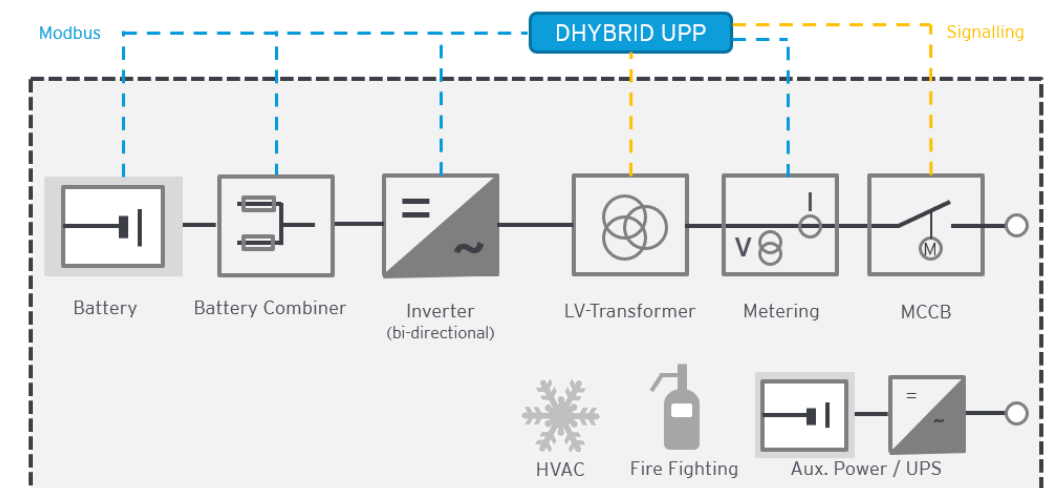 Modbus
DHYBRID UPP
Signalling
V
I
M
Battery
Battery Combiner
Inverter
(bi-directional)
LV-Transformer
Metering
MCCB
HVAC
Fire Fighting
Aux. Power / UPS